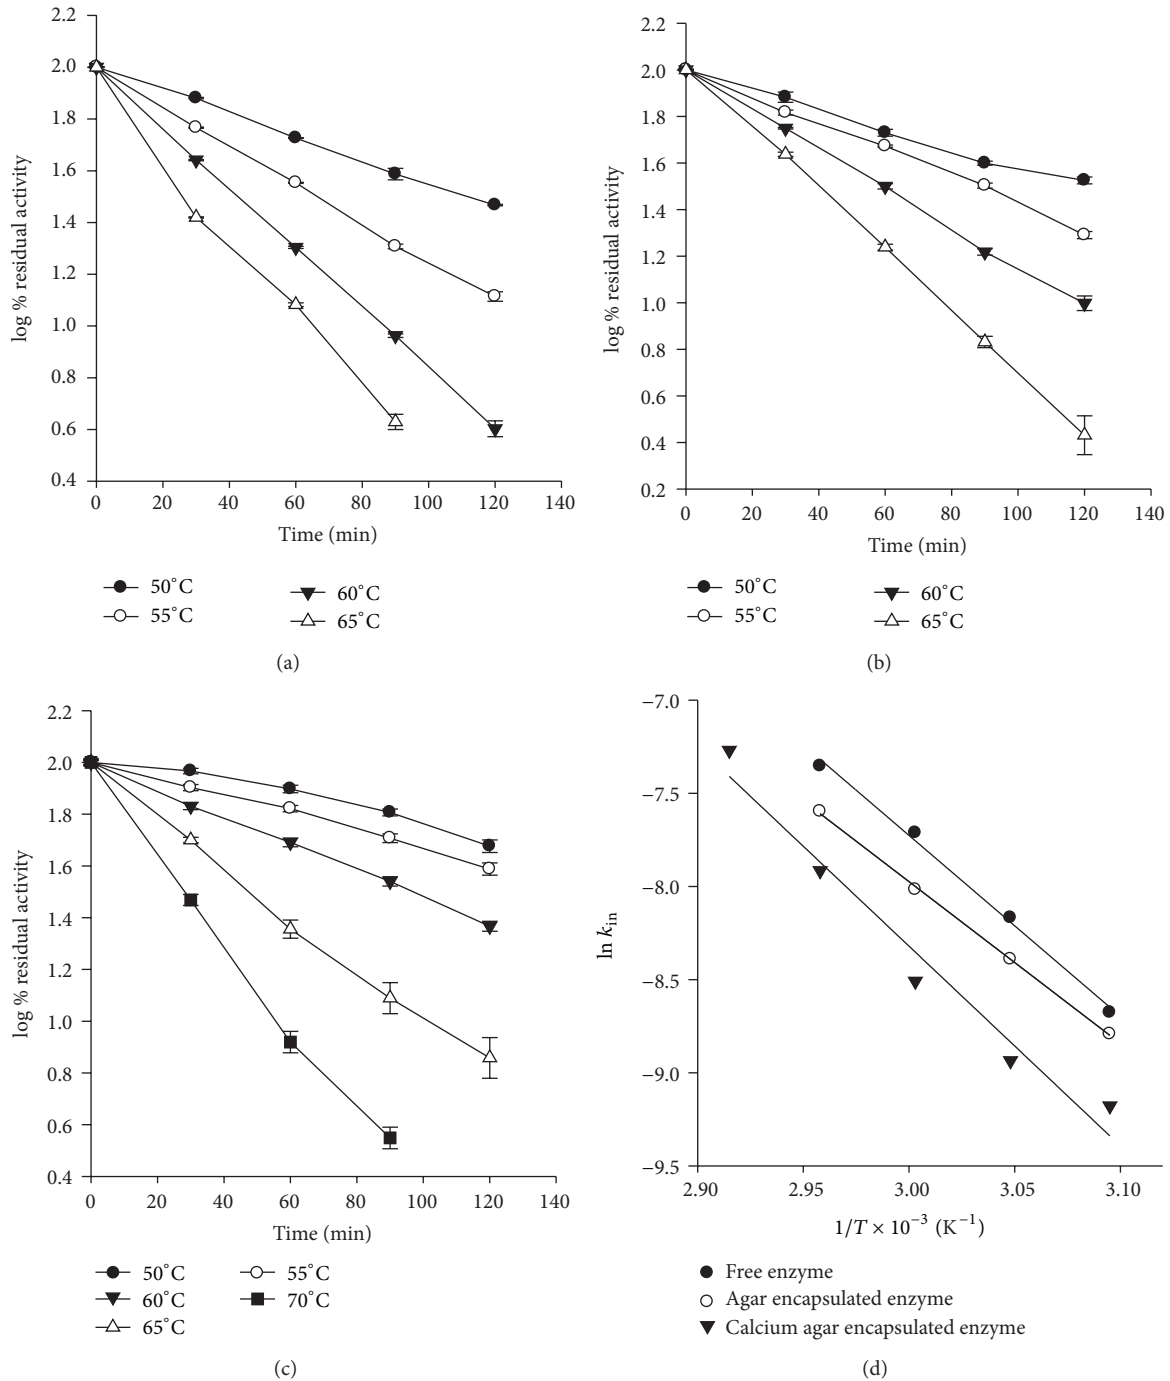 2.2
2.0
1.8
1.6
1.4
1.2
1.0
0.8
0.6
0.4
log % residual activity
0 20 40 60 80 100 120 140
Time (min)
50°C 60°C
55°C 65°C
(a)
2.2
2.0
1.8
1.6
1.4
1.2
1.0
0.8
0.6
0.4
0.2
log % residual activity
0 20 40 60 80 100 120 140
Time (min)
50°C 60°C
55°C 65°C
(b)
2.2
2.0
1.8
1.6
1.4
1.2
1.0
0.8
0.6
0.4
log % residual activity
0 20 40 60 80 100 120 140
Time (min)
50°C 55°C
60°C 70°C
65°C
(c)
−7.0
−7.5
−8.0
−8.5
−9.0
−9.5
ln k_in
2.90 2.95 3.00 3.05 3.10
1/T × 10⁻³ (K⁻¹)
Free enzyme
Agar encapsulated enzyme
Calcium agar encapsulated enzyme
(d)